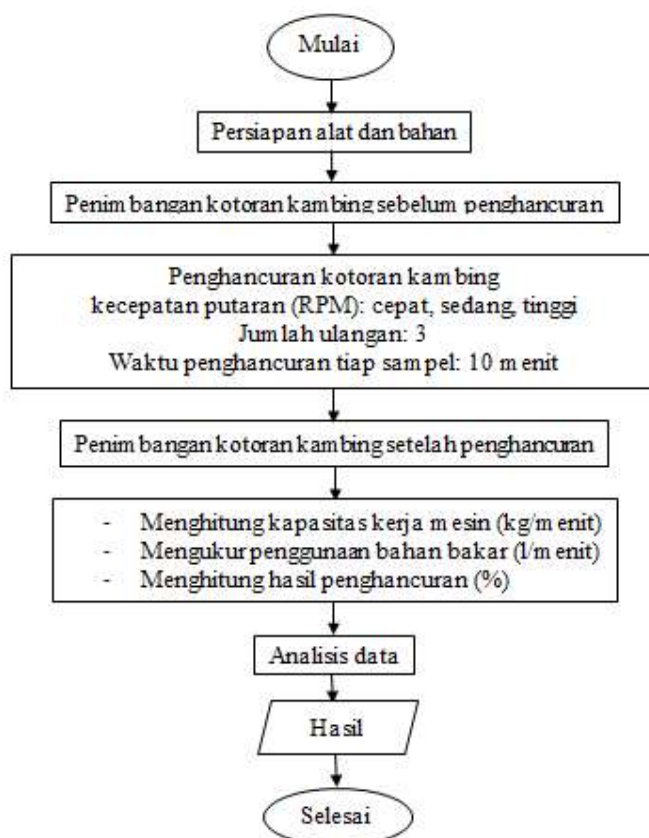 Mulai
Persiapan alat dan bahan
Penimbangan kotoran kambing sebelum penghancuran
Penghancuran kotoran kambing
kecepatan putaran (RPM): cepat, sedang, tinggi
Jumlah ulangan: 3
Waktu penghancuran tiap sampel: 10 menit
Penimbangan kotoran kambing setelah penghancuran
- Menghitung kapasitas kerja mesin (kg/menit)
- Mengukur penggunaan bahan bakar (l/menit)
- Menghitung hasil penghancuran (%)
Analisis data
Hasil
Selesai